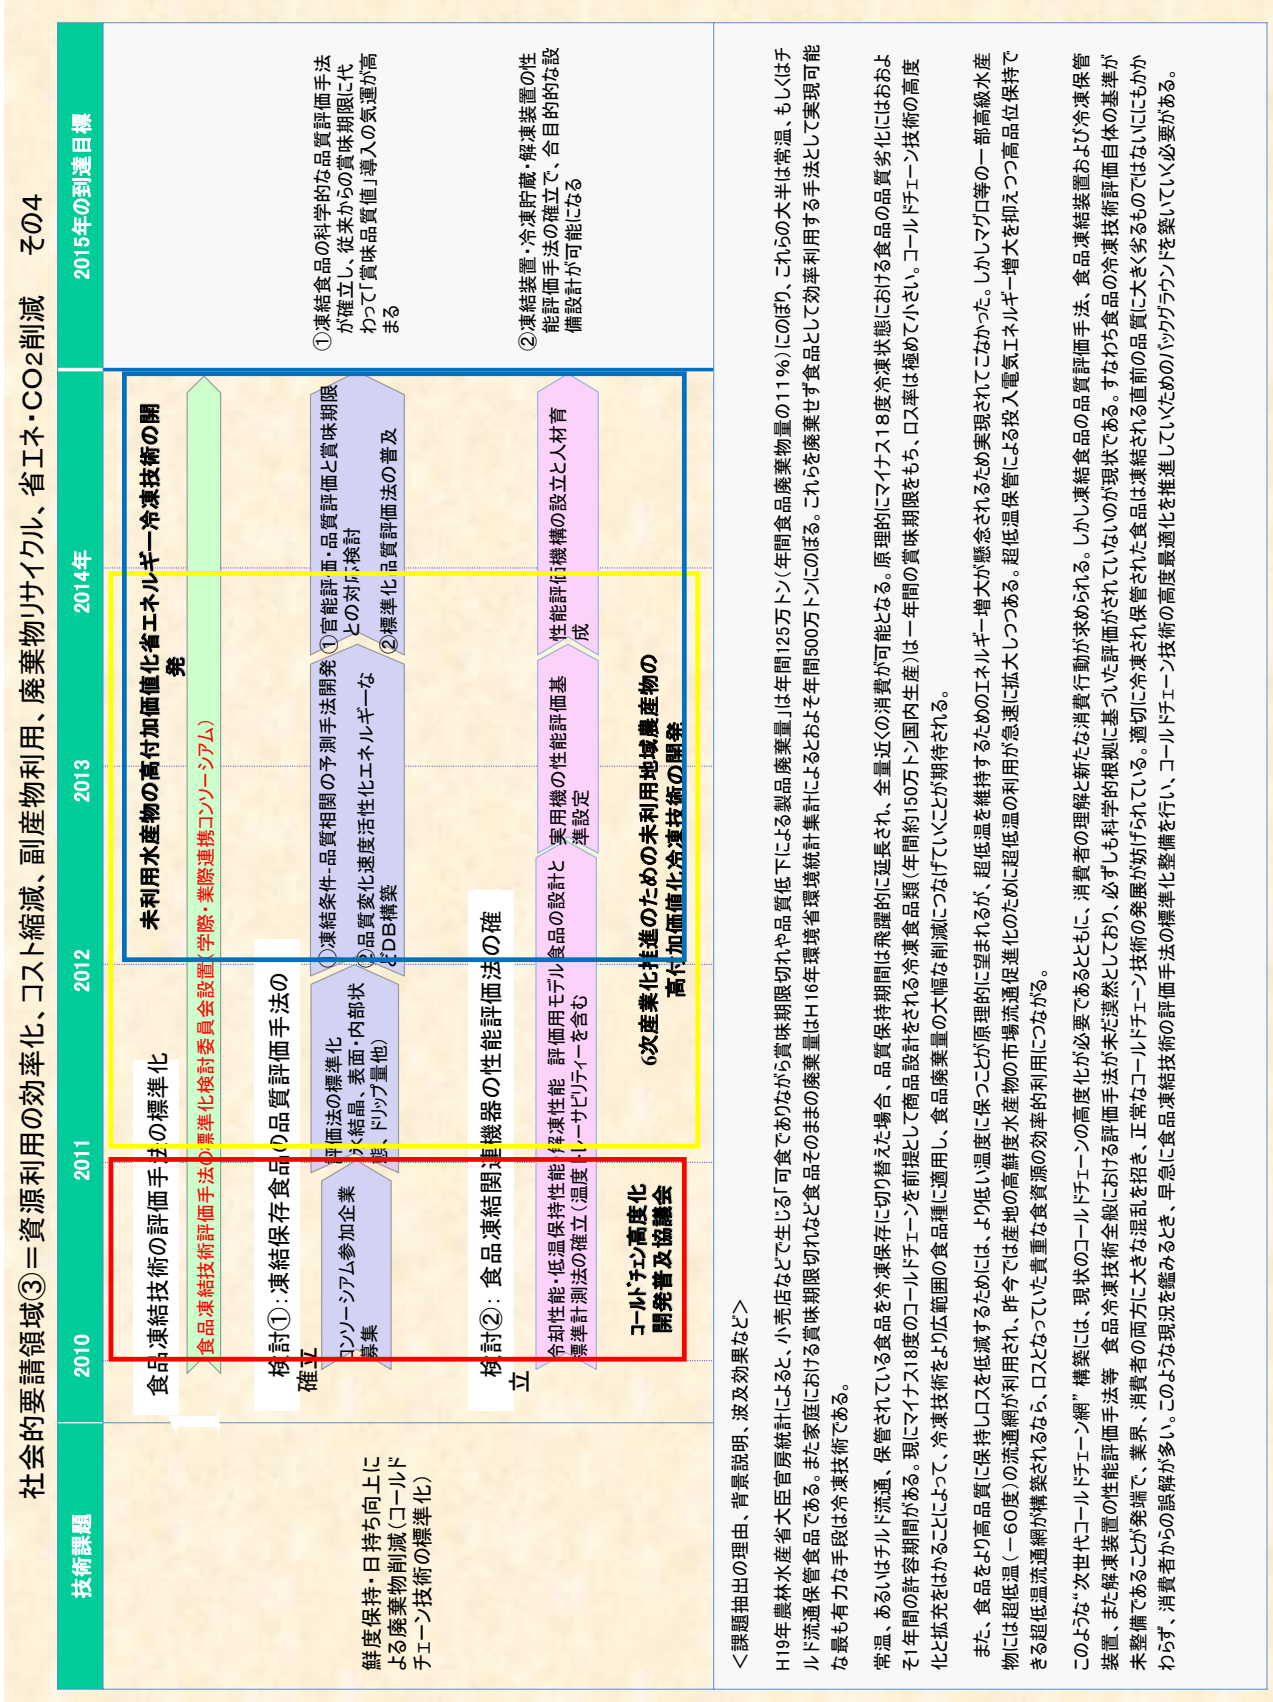 社会的要請領域③＝資源利用の効率化、コスト縮減、副産物利用、廃棄物リサイクル、省エネ・CO2削減　その4
技術課題
2010
2011
2012
2013
2014年
2015年の到達目標
鮮度保持・日持ち向上に
よる廃棄物削減（コールド
チェーン技術の標準化）
食品凍結技術の評価手法の標準化
未利用水産物の高付加価値化省エネルギー冷凍技術の開
発
食品凍結技術評価手法の標準化検討委員会設置（学際・業際連携コンソーシアム）
検討①：凍結保存食品の品質評価手法の
確立
コンソーシアム参加企業
募集
評価法の標準化
（氷結晶、表面・内部状
態、ドリップ量他）
①凍結条件-品質相関の予測手法開発
②品質変化速度活性化エネルギーな
どDB構築
①官能評価・品質評価と賞味期限
との対応検討
②標準化品質評価法の普及
検討②：食品凍結関連機器の性能評価法の確
立
冷却性能・低温保持性能・解凍性能　評価用モデル食品の設計と
標準計測法の確立（温度トレーサビリティーを含む
実用機の性能評価基
準設定
性能評価機構の設立と人材育
成
コールドチェン高度化
開発普及協議会
6次産業化推進のための未利用地域農産物の
高付加価値化冷凍技術の開発
①凍結食品の科学的な品質評価手法
が確立し、従来からの賞味期限に代
わって「賞味品質値」導入の気運が高
まる
②凍結装置・冷凍貯蔵・解凍装置の性
能評価手法の確立で、合目的的な設
備設計が可能になる
＜課題抽出の理由、背景説明、波及効果など＞
H19年農林水産省大臣官房統計によると、小売店などで生じる「可食でありながら賞味期限切れや品質低下による製品廃棄量」は年間125万トン（年間食品廃棄物量の11％）にのぼり、これらの大半は常温、もしくはチ
ルド流通保管食品である。また家庭における賞味期限切れなど食品そのままの廃棄量はH16年環境省環境統計集計によるとおよそ年間500万トンにのぼる。これらを廃棄せず食品として効率利用する手法として実現可能
な最も有力な手段は冷凍技術である。
常温、あるいはチルド流通、保管されている食品を冷凍保存に切り替えた場合、品質保持期間は飛躍的に延長され、全量近くの消費が可能となる。原理的にマイナス18度冷凍状態における食品の品質劣化にはおおよ
そ1年間の許容期間がある。現にマイナス18度のコールドチェーンを前提として商品設計をされる冷凍食品類（年間約150万トン国内生産）は一年間の賞味期限をもち、ロス率は極めて小さい。コールドチェーン技術の高度
化と拡充をはかることによって、冷凍技術をより広範囲の食品種に適用し、食品廃棄量の大幅な削減につなげていくことが期待される。
また、食品をより高品質に保持しロスを低減するためには、より低い温度に保つことが原理的に望まれるが、超低温を維持するためのエネルギー増大が懸念されるため実現されてこなかった。しかしマグロ等の一部高級水産
物には超低温（－60度）の流通網が利用され、昨今では産地の高鮮度水産物の市場流通促進化のために超低温の利用が急速に拡大しつつある。超低温保管による投入電気エネルギー増大を抑えつつ高品位保持で
きる超低温流通網が構築されるなら、ロスとなっていた貴重な食資源の効率的利用につながる。
このような“次世代コールドチェーン網”構築には、現状のコールドチェーンの高度化が必要であるとともに、消費者の理解と新たな消費行動が求められる。しかし凍結食品の品質評価手法、食品凍結装置および冷凍保管
装置、また解凍装置の性能評価手法等　食品冷凍技術全般における評価手法が未だ漠然としており、必ずしも科学的根拠に基づいた評価がされていないのが現状である。すなわち食品の冷凍技術評価自体の基準が
未整備であることが発端で、業界、消費者の両方に大きな混乱を招き、正常なコールドチェーン技術の発展が妨げられている。適切に冷凍され保管された食品は凍結される直前の品質に大きく劣るものではないにもかか
わらず、消費者からの誤解が多い。このような現況を鑑みるとき、早急に食品凍結技術の評価手法の標準化整備を行い、コールドチェーン技術の高度最適化を推進していくためのバックグラウンドを築いていく必要がある。